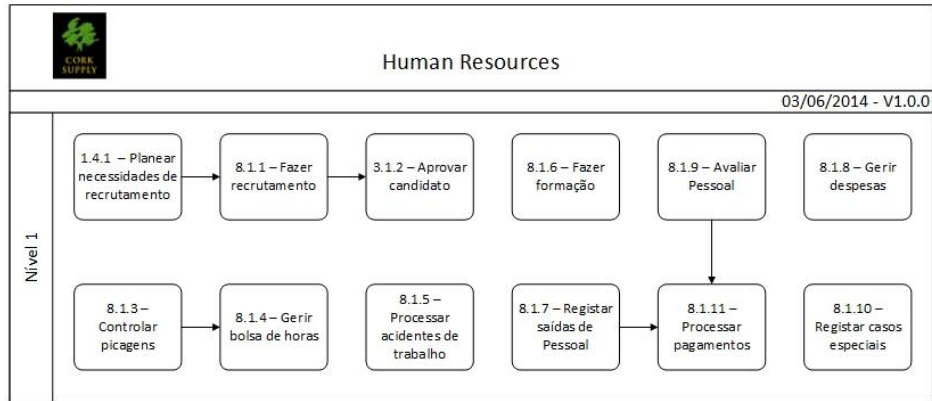 CORK
SUPPLY
Human Resources
03/06/2014 - V1.0.0
Nível 1
1.4.1 – Planear
necessidades de
recrutamento
8.1.1 – Fazer
recrutamento
3.1.2 – Aprovar
candidato
8.1.6 – Fazer
formação
8.1.9 – Avaliar
Pessoal
8.1.8 – Gerir
despesas
8.1.3 –
Controlar
picagens
8.1.4 – Gerir
bolsa de horas
8.1.5 –
Processar
acidentes de
trabalho
8.1.7 – Registar
saídas de
Pessoal
8.1.11 –
Processar
pagamentos
8.1.10 –
Registar casos
especiais